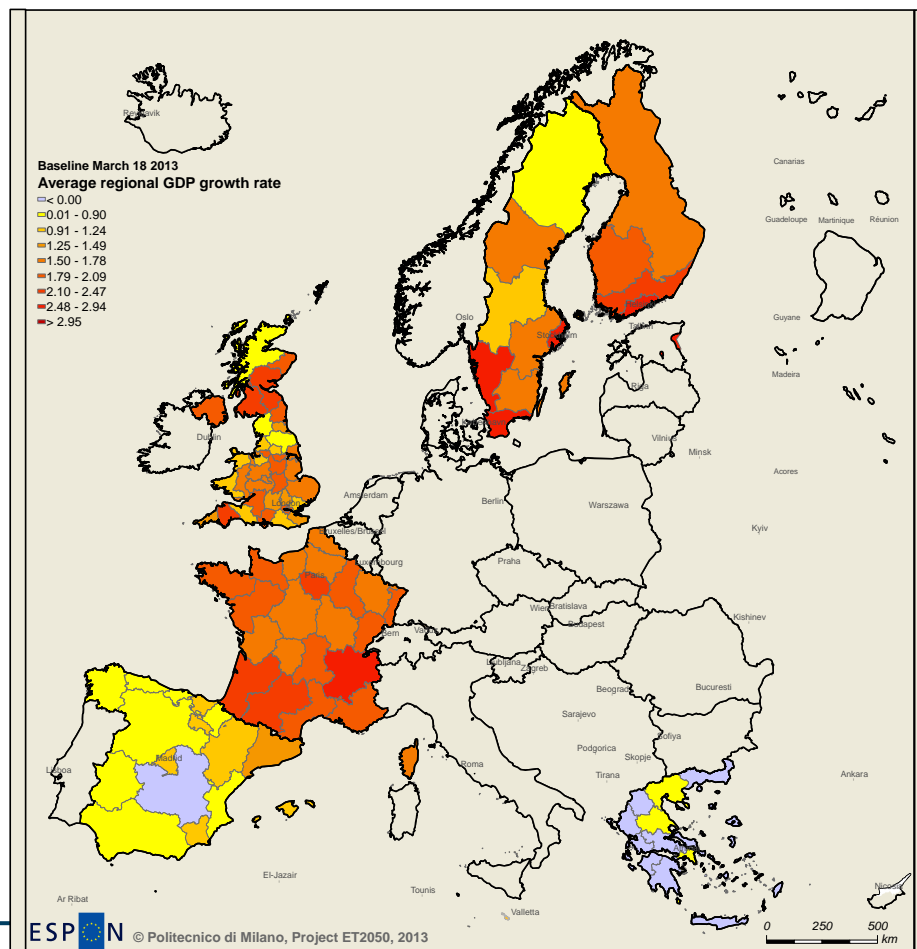 Reykjavik
Baseline March 18 2013
Average regional GDP growth rate
< 0.00
0.01 - 0.90
0.91 - 1.24
1.25 - 1.49
1.50 - 1.78
1.79 - 2.09
2.10 - 2.47
2.48 - 2.94
> 2.95
Canarias
Guadeloupe Martinique Réunion
Guyane
Madeira
Acores
Oslo
Tallinn
Riga
Vilnius
Minsk
Dublin
London
Amsterdam
Berlin
Warszawa
Kyiv
Bruxelles/Brussel
Luxembourg
Praha
Paris
Wien
Bratislava
Budapest
Kishinev
Bern
Ljubljana
Zagreb
Beograd
Bucuresti
Sarajevo
Podgorica
Sofiya
Skopje
Tirana
Roma
Madrid
Lisboa
Ankara
El-Jazair
Tounis
Ar Ribat
Valletta
ESPON © Politecnico di Milano, Project ET2050, 2013
0 250 500
km